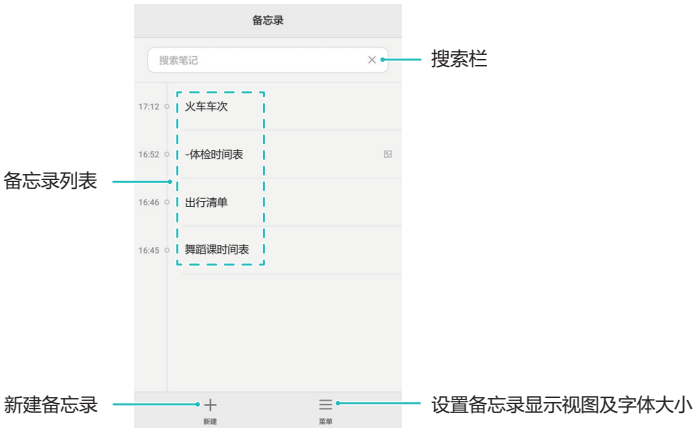 备忘录
搜索笔记
搜索栏
17:12 火车车次
16:52 -体检时间表
备忘录列表
16:46 出行清单
16:45 舞蹈课时间表
新建备忘录
设置备忘录显示视图及字体大小
新建
菜单